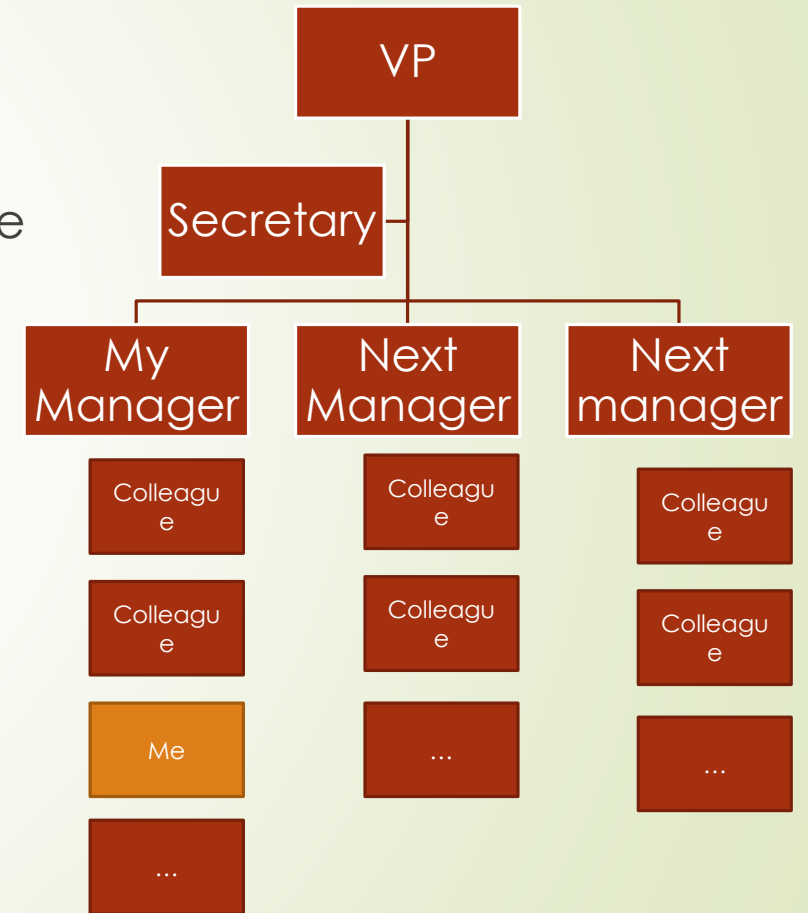 VP
e
Secretary
My
Manager
Next
Manager
Next
manager
Colleagu
e
Colleagu
e
Me
...
Colleagu
e
Colleagu
e
...
Colleagu
e
Colleagu
e
...